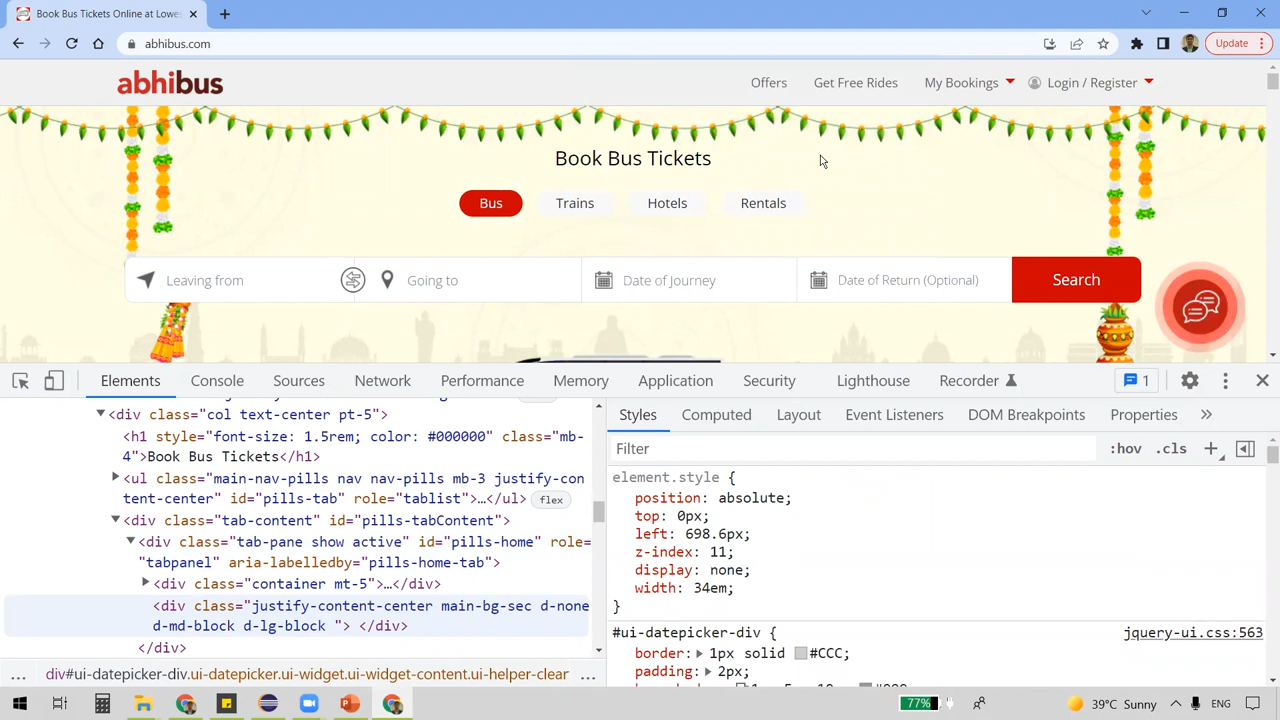 Book Bus Tickets Online at Lowe
abhibus.com
Update
abhibus
Offers Get Free Rides My Bookings Login / Register
Book Bus Tickets
Bus Trains Hotels Rentals
Leaving from Going to Date of Journey Date of Return (Optional) Search
Elements Console Sources Network Performance Memory Application Security Lighthouse Recorder 1
<div class="col text-center pt-5">
<h1 style="font-size: 1.5rem; color: #000000" class="mb-
4">Book Bus Tickets</h1>
<ul class="main-nav-pills nav nav-pills mb-3 justify-con
tent-center" id="pills-tab" role="tablist">…</ul> flex
<div class="tab-content" id="pills-tabContent">
<div class="tab-pane show active" id="pills-home" role=
"tabpanel" aria-labelledby="pills-home-tab">
<div class="container mt-5">…</div>
<div class="justify-content-center main-bg-sec d-none
d-md-block d-lg-block "> </div>
</div>
... div#ui-datepicker-div.ui-datepicker.ui-widget.ui-widget-content.ui-helper-clear ...
Styles Computed Layout Event Listeners DOM Breakpoints Properties »
Filter :hov .cls +
element.style {
position: absolute;
top: 0px;
left: 698.6px;
z-index: 11;
display: none;
width: 34em;
}
#ui-datepicker-div { jquery-ui.css:563
border: 1px solid #CCC;
padding: 2px;
77% 39°C Sunny ENG